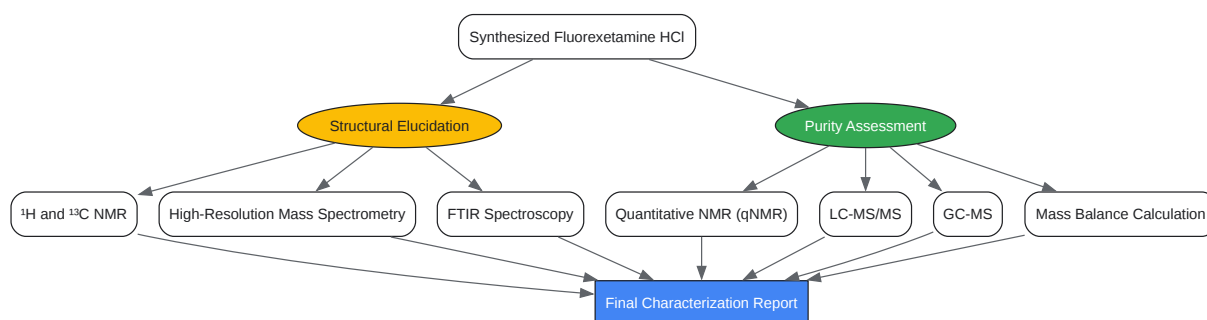 Synthesized Fluorexetamine HCl
Structural Elucidation
Purity Assessment
¹H and ¹³C NMR
High-Resolution Mass Spectrometry
FTIR Spectroscopy
Quantitative NMR (qNMR)
LC-MS/MS
GC-MS
Mass Balance Calculation
Final Characterization Report